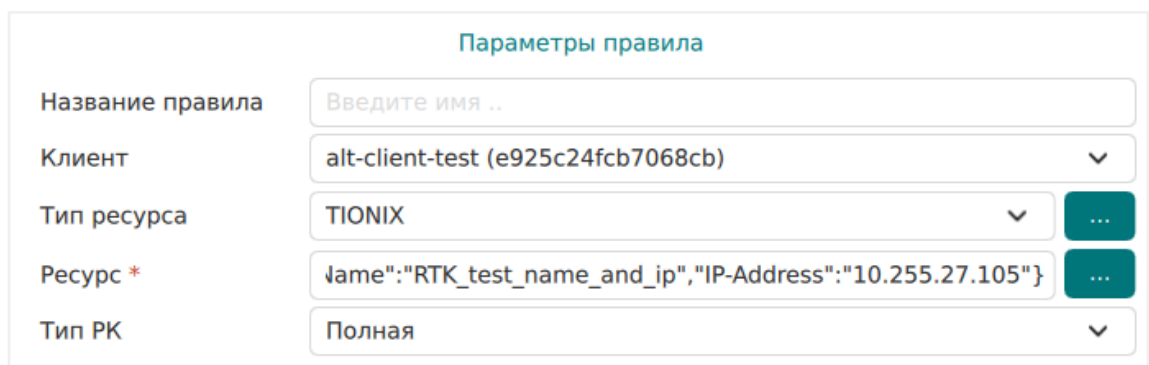 Параметры правила
Название правила Введите имя ..
Клиент alt-client-test (e925c24fcb7068cb)
Тип ресурса TIONIX ...
Ресурс * Name":"RTK_test_name_and_ip","IP-Address":"10.255.27.105"} ...
Тип РК Полная